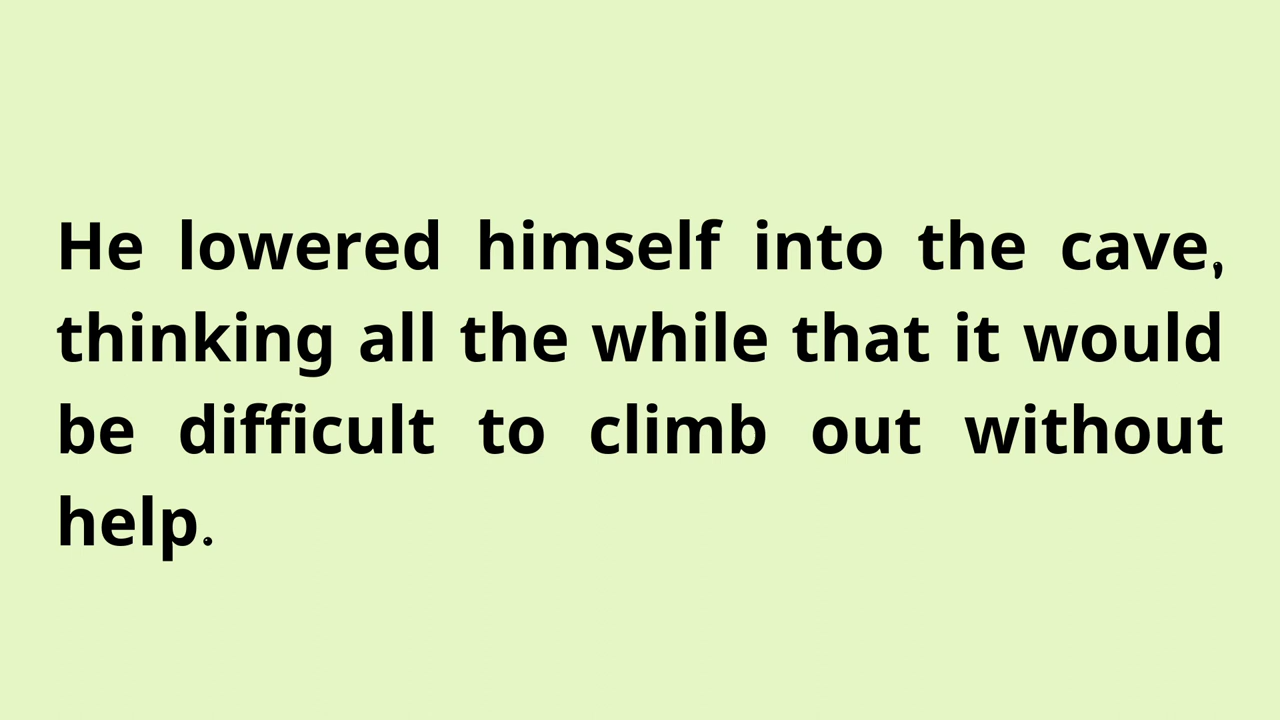 He lowered himself into the cave,
thinking all the while that it would
be difficult to climb out without
help.